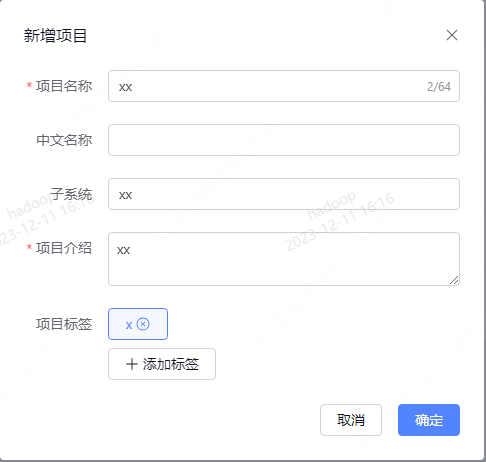 新增项目
* 项目名称 xx 2/64
中文名称
子系统 xx
hadoop
2023-12-11 16:16
hadoop
2023-12-11 16:16
* 项目介绍 xx
项目标签 x
+ 添加标签
取消 确定